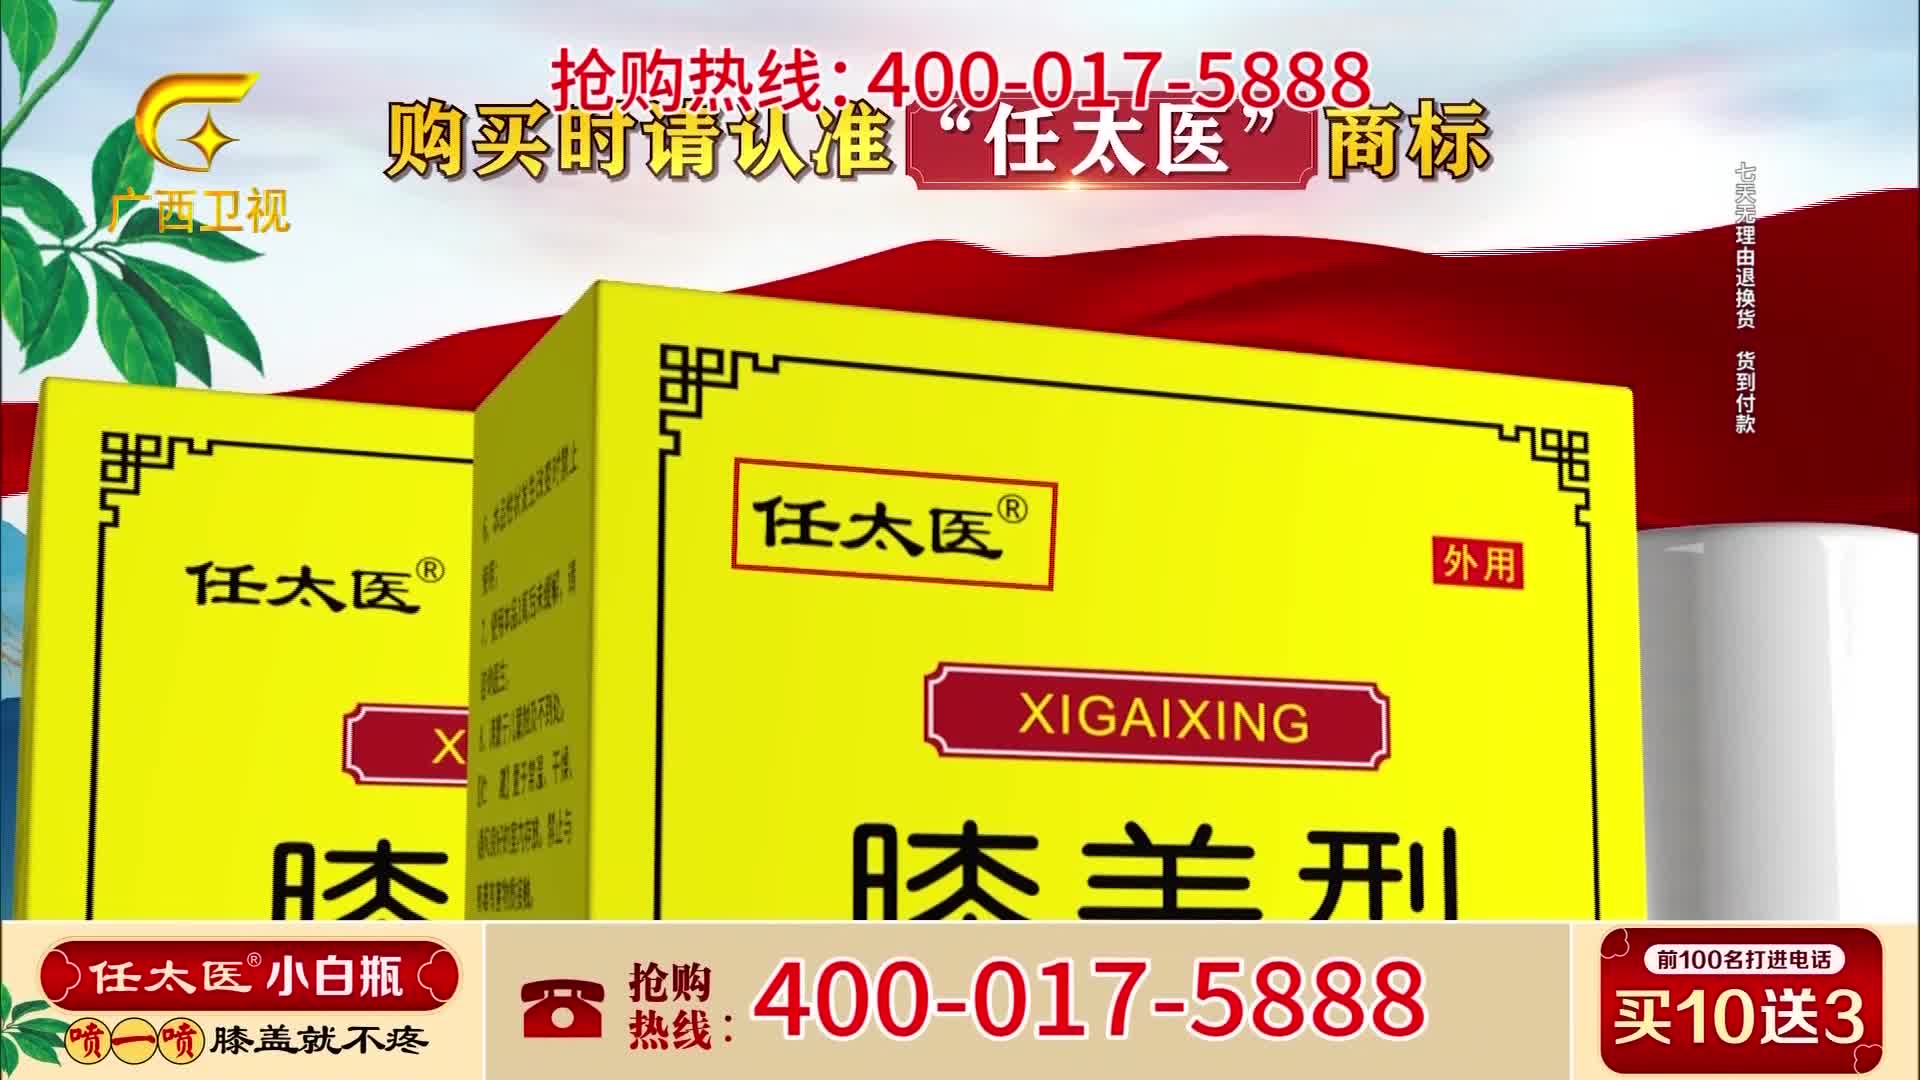 抢购热线：400-017-5888
购买时请认准“任太医”商标
广西卫视
七天无理由退换货 货到付款
任太医®
外用
XIGAIXING
膝盖型
任太医®
X
膝
任太医®小白瓶
喷一喷膝盖就不疼
抢购热线：400-017-5888
前100名打进电话
买10送3